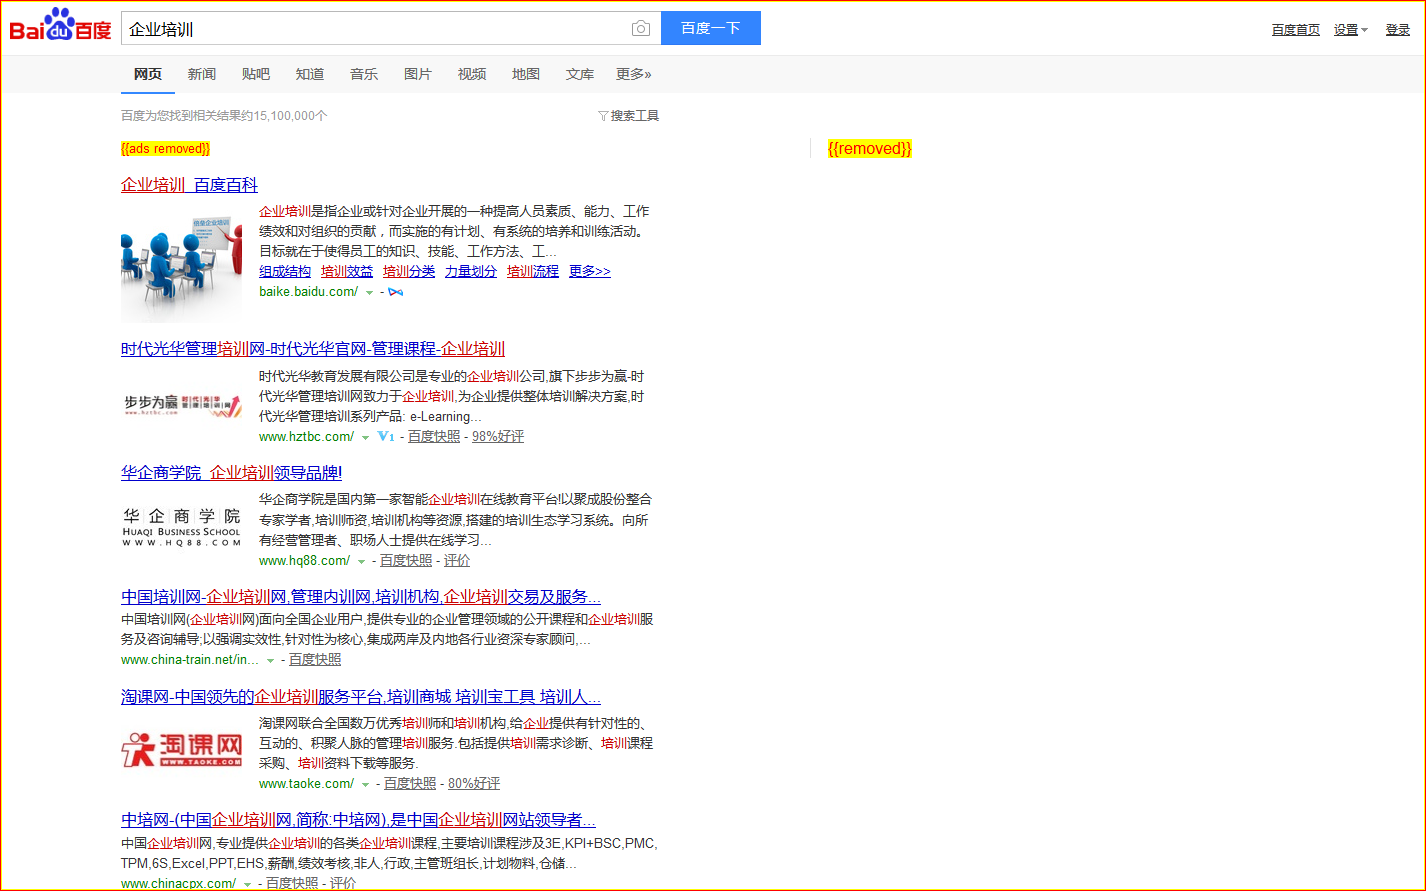 Bai du 百度 企业培训 百度一下 百度首页 设置 登录
网页 新闻 贴吧 知道 音乐 图片 视频 地图 文库 更多»
百度为您找到相关结果约15,100,000个 搜索工具
{{ads removed}} {{removed}}
企业培训_百度百科
企业培训是指企业或针对企业开展的一种提高人员素质、能力、工作
绩效和对组织的贡献，而实施的有计划、有系统的培养和训练活动。
目标就在于使得员工的知识、技能、工作方法、工...
组成结构 培训效益 培训分类 力量划分 培训流程 更多>>
baike.baidu.com/ -
时代光华管理培训网-时代光华官网-管理课程-企业培训
步步为赢 时代光华管理培训网
www.hztbc.com
时代光华教育发展有限公司是专业的企业培训公司,旗下步步为赢-时
代光华管理培训网致力于企业培训,为企业提供整体培训解决方案,时
代光华管理培训系列产品: e-Learning...
www.hztbc.com/ V1 - 百度快照 - 98%好评
华企商学院_企业培训领导品牌!
华企商学院
HUAQI BUSINESS SCHOOL
WWW.HQ88.COM
华企商学院是国内第一家智能企业培训在线教育平台!以聚成股份整合
专家学者,培训师资,培训机构等资源,搭建的培训生态学习系统。向所
有经营管理者、职场人士提供在线学习...
www.hq88.com/ - 百度快照 - 评价
中国培训网-企业培训网,管理内训网,培训机构,企业培训交易及服务...
中国培训网(企业培训网)面向全国企业用户,提供专业的企业管理领域的公开课程和企业培训服
务及咨询辅导;以强调实效性,针对性为核心,集成两岸及内地各行业资深专家顾问,...
www.china-train.net/in... - 百度快照
淘课网-中国领先的企业培训服务平台,培训商城 培训宝工具 培训人...
淘课网
WWW.TAOKE.COM
淘课网联合全国数万优秀培训师和培训机构,给企业提供有针对性的、
互动的、积聚人脉的管理培训服务.包括提供培训需求诊断、培训课程
采购、培训资料下载等服务.
www.taoke.com/ - 百度快照 - 80%好评
中培网-(中国企业培训网,简称:中培网),是中国企业培训网站领导者...
中国企业培训网,专业提供企业培训的各类企业培训课程,主要培训课程涉及3E,KPI+BSC,PMC,
TPM,6S,Excel,PPT,EHS,薪酬,绩效考核,非人,行政,主管班组长,计划物料,仓储...
www.chinacpx.com/ - 百度快照 - 评价